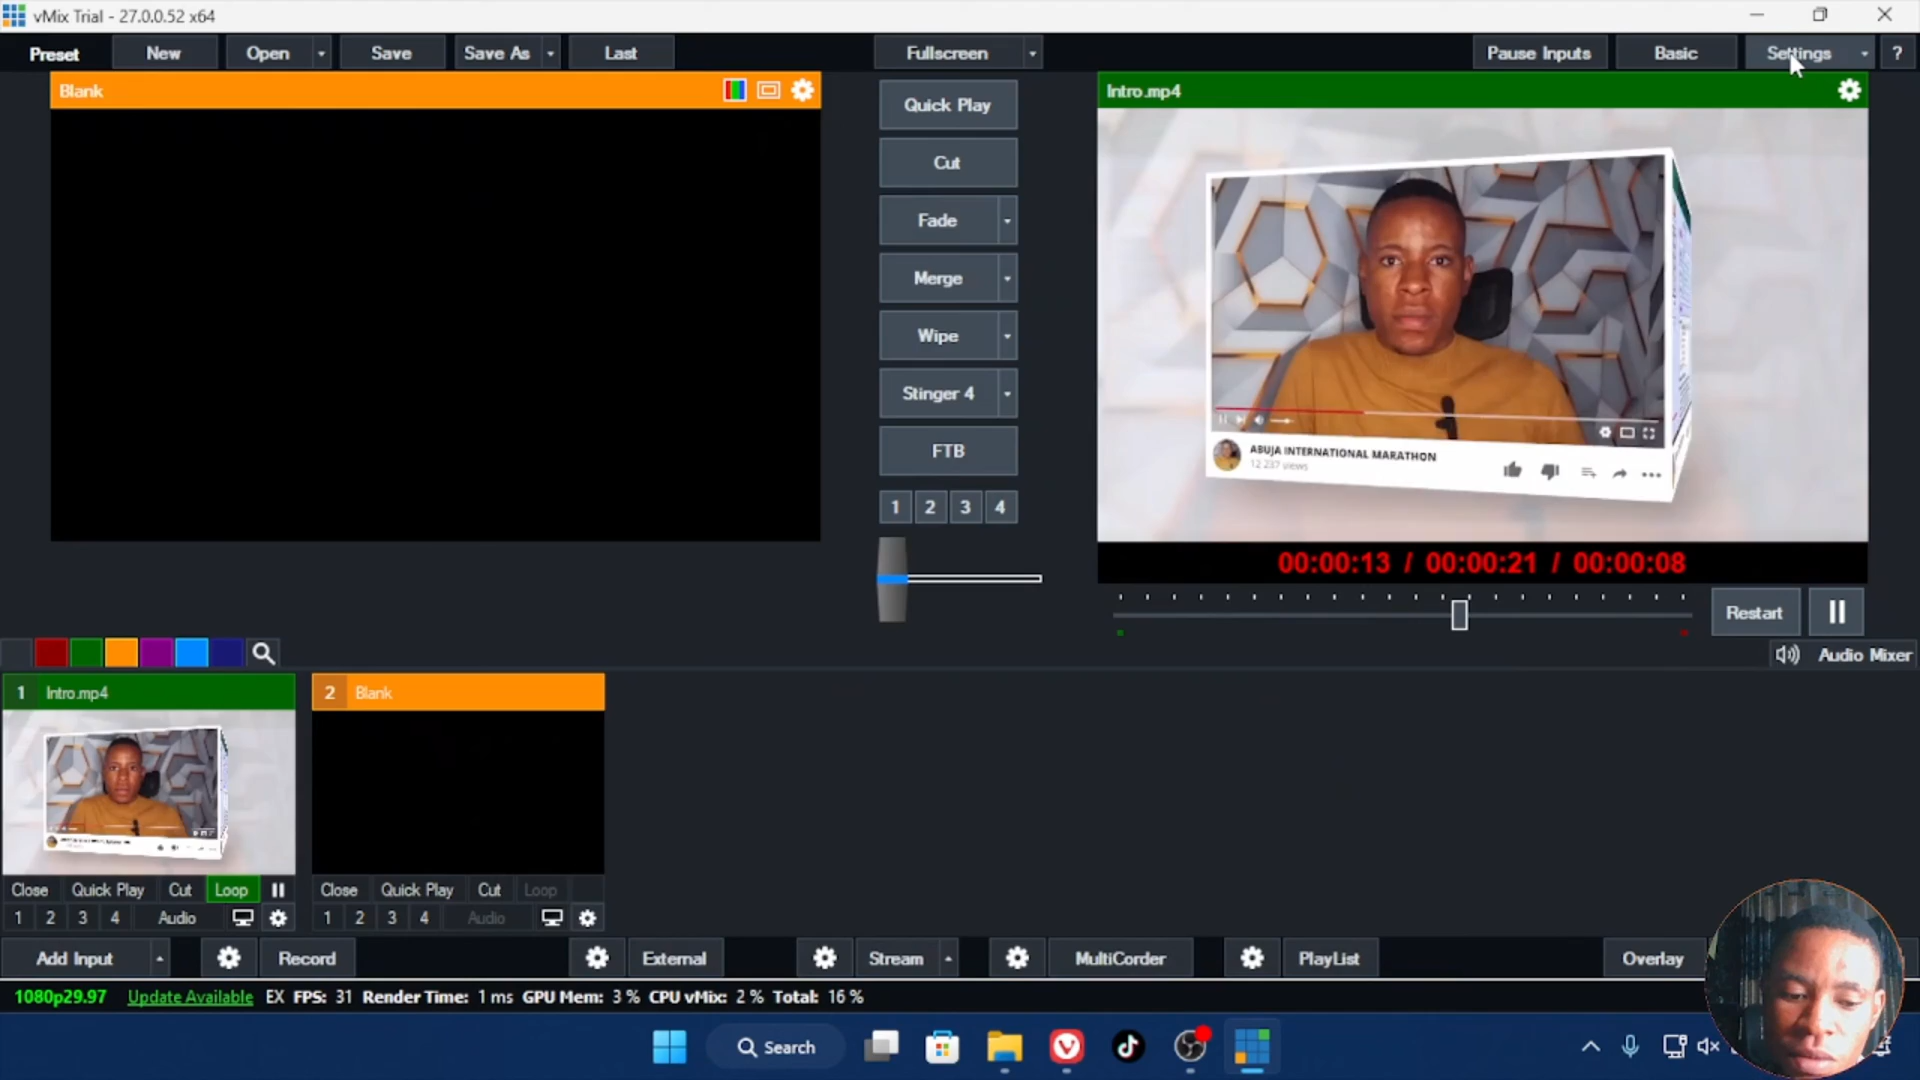 vMix Trial - 27.0.0.52 x64
Preset New Open Save Save As Last Fullscreen Pause Inputs Basic Settings ?
Blank
Intro.mp4
Quick Play
Cut
Fade
Merge
Wipe
Stinger 4
FTB
1 2 3 4
ABUJA INTERNATIONAL MARATHON
12 237 views
00:00:13 / 00:00:21 / 00:00:08
Restart
Audio Mixer
1 Intro.mp4
2 Blank
Close Quick Play Cut Loop
Close Quick Play Cut Loop
1 2 3 4 Audio
1 2 3 4 Audio
Add Input Record External Stream MultiCorder PlayList Overlay
1080p29.97 Update Available EX FPS: 31 Render Time: 1 ms GPU Mem: 3 % CPU vMix: 2 % Total: 16 %
Search